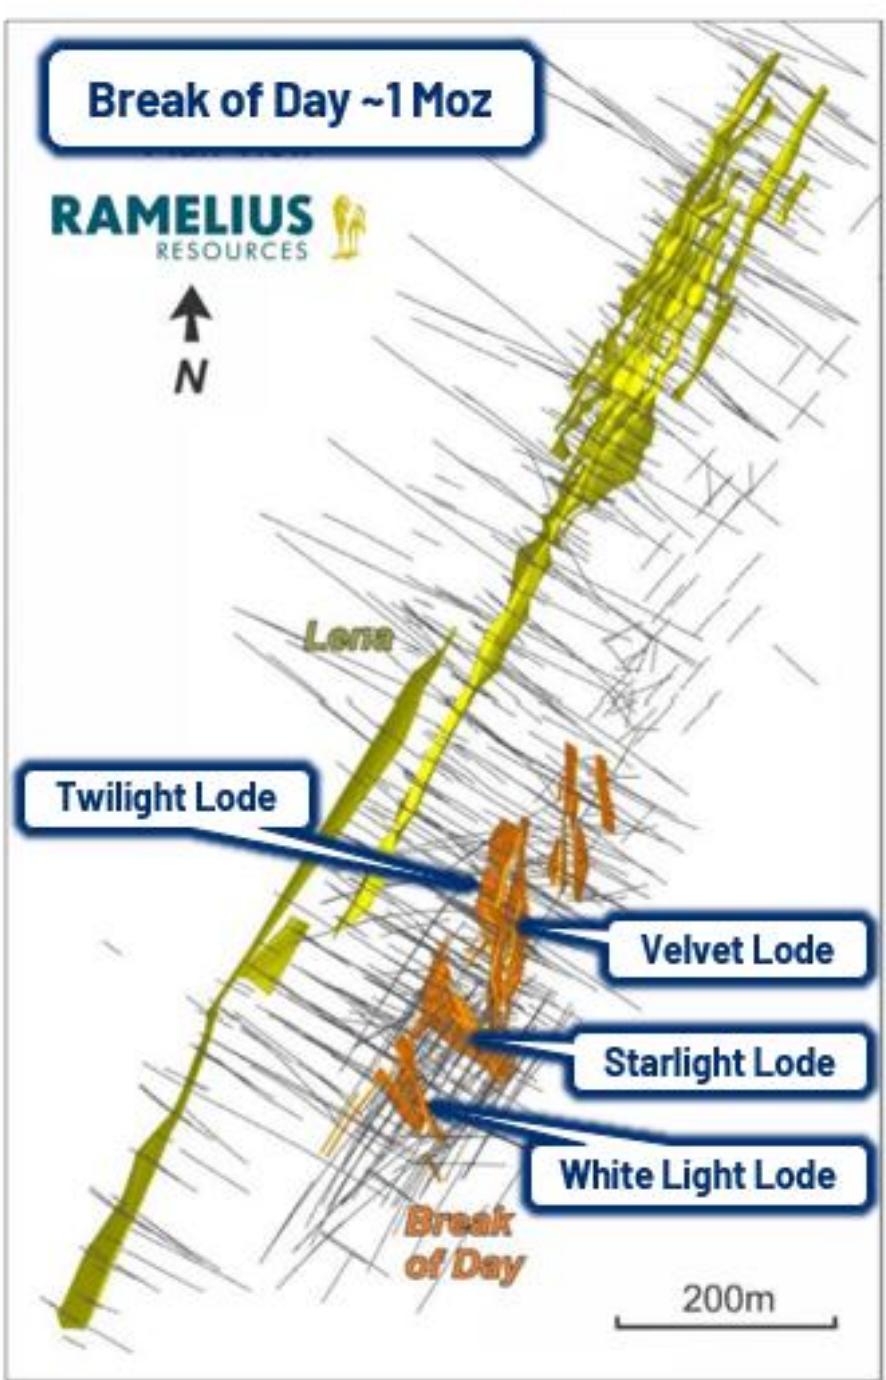 Break of Day ~1 Moz
RAMELIUS
RESOURCES
N
Lena
Twilight Lode
Velvet Lode
Starlight Lode
White Light Lode
Break
of Day
200m